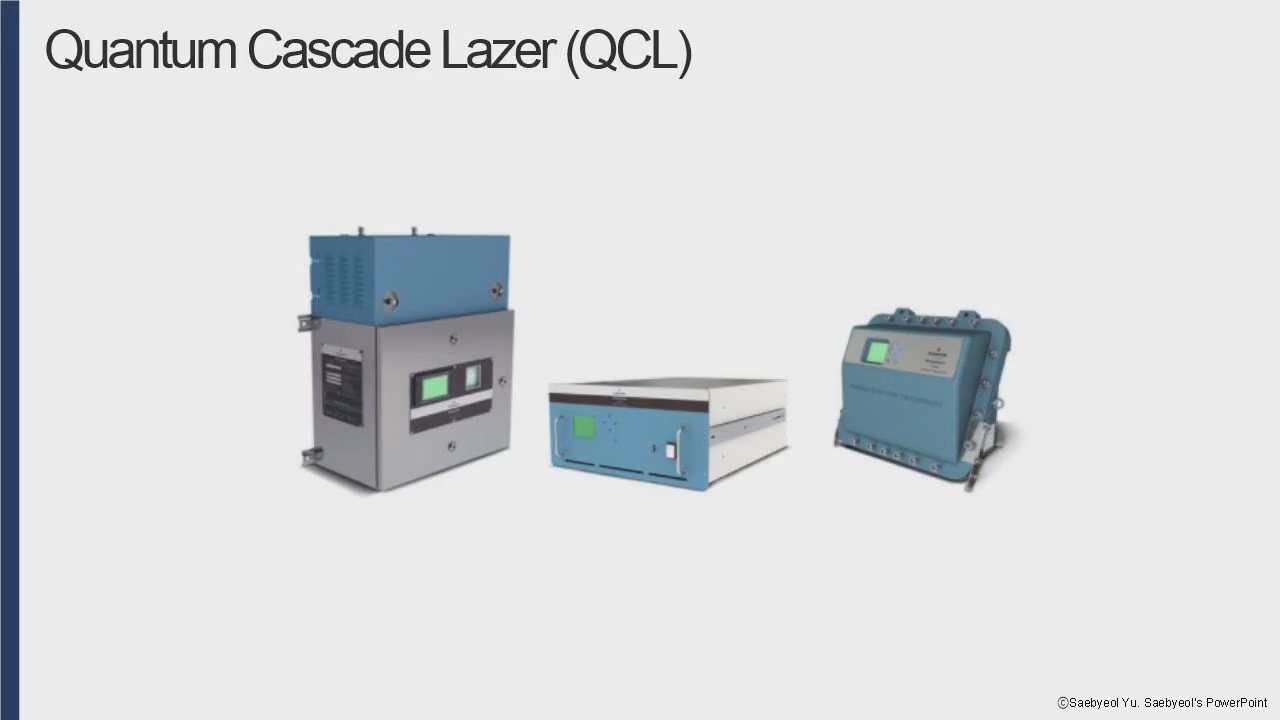 Quantum Cascade Lazer (QCL)
ⓒSaebyeol Yu. Saebyeol's PowerPoint